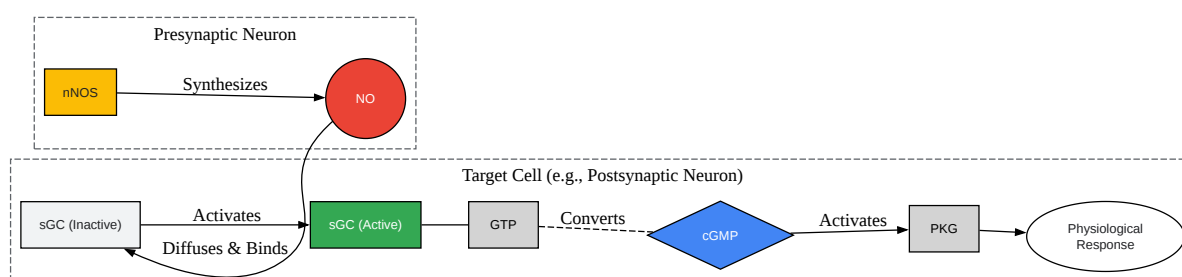 Presynaptic Neuron
nNOS
Synthesizes
NO
Target Cell (e.g., Postsynaptic Neuron)
sGC (Inactive)
Activates
Diffuses & Binds
sGC (Active)
GTP
Converts
cGMP
Activates
PKG
Physiological
Response